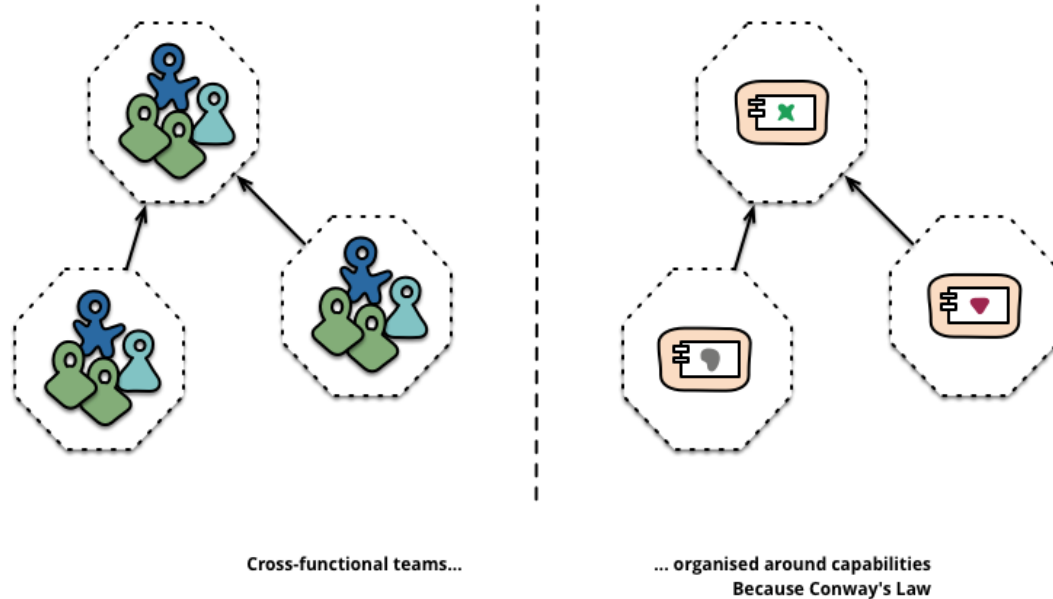 Cross-functional teams...
... organised around capabilities
Because Conway's Law